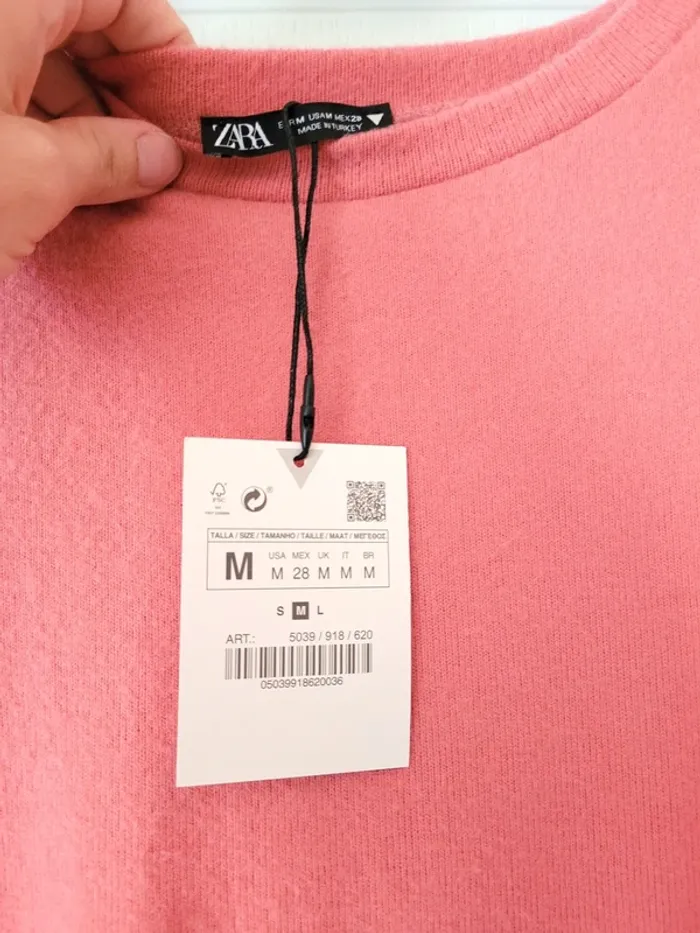 ZARA
EUR M USA M MEX 28
MADE IN TURKEY
FSC
TALLA / SIZE / TAMANHO / TAILLE / MAAT / ΜΕΓΕΘΟΣ
M
USA MEX UK IT BR
M 28 M M M
S M L
ART.: 5039 / 918 / 620
05039918620036